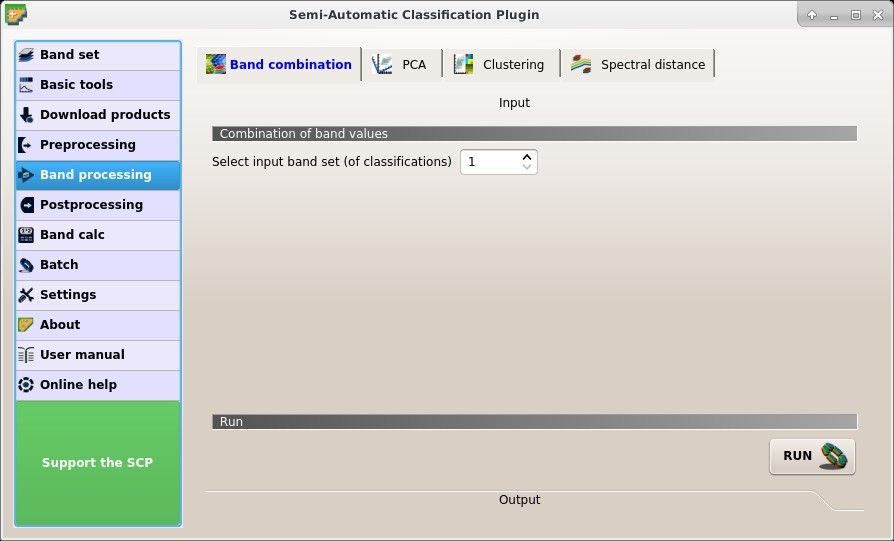 Semi-Automatic Classification Plugin
Band set
Basic tools
Download products
Preprocessing
Band processing
Postprocessing
Band calc
Batch
Settings
About
User manual
Online help
Support the SCP
Band combination
PCA
Clustering
Spectral distance
Input
Combination of band values
Select input band set (of classifications) 1
Run
RUN
Output